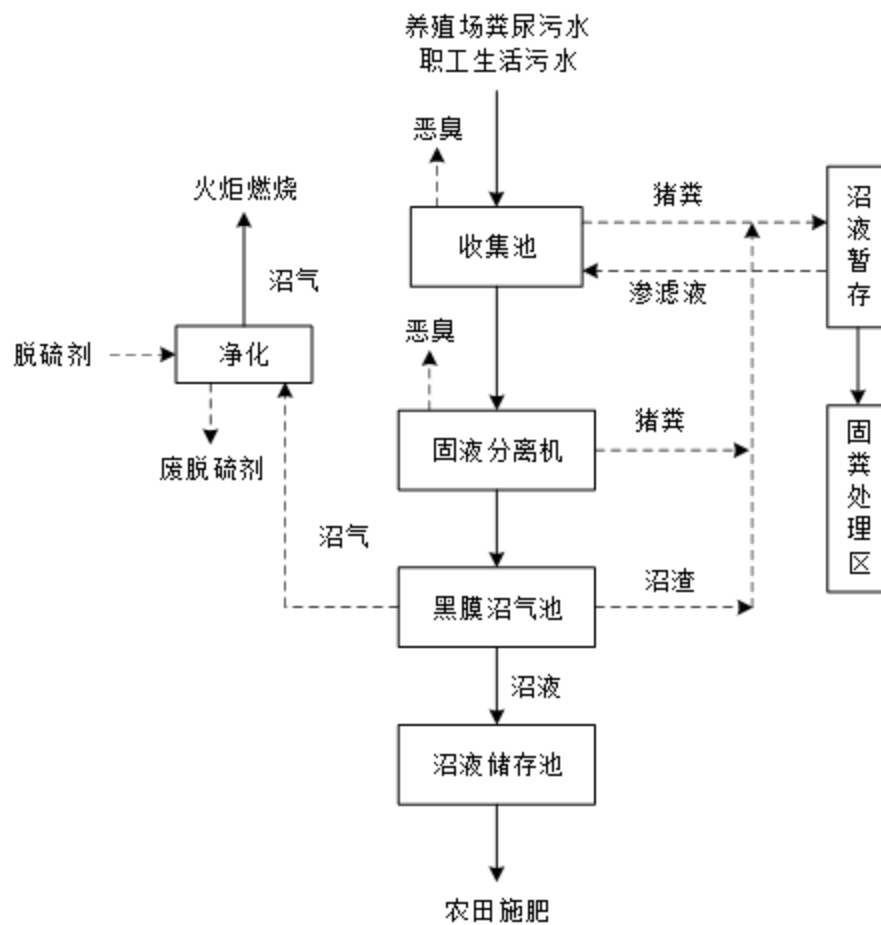 养殖场粪尿污水
职工生活污水
恶臭
火炬燃烧
猪粪
沼液暂存
收集池
沼气
渗滤液
恶臭
脱硫剂
净化
猪粪
固液分离机
固粪处理区
废脱硫剂
沼气
沼渣
黑膜沼气池
沼液
沼液储存池
农田施肥